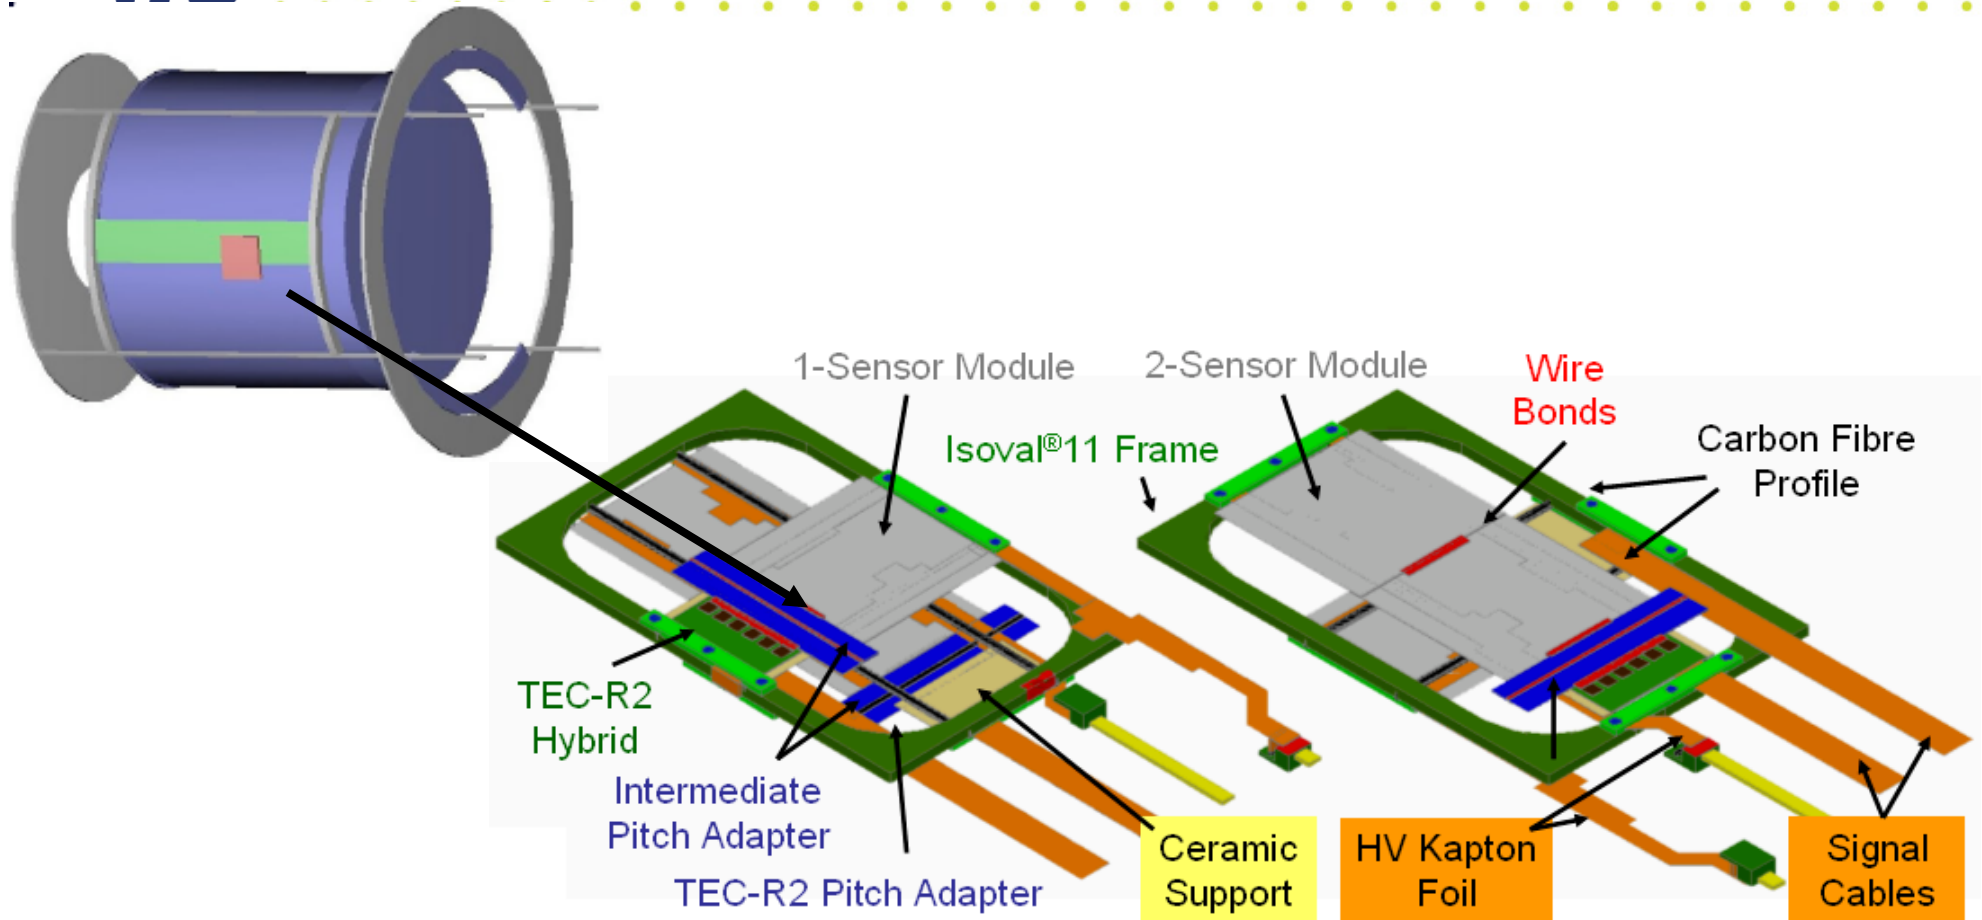 1-Sensor Module
2-Sensor Module
Wire
Bonds
Isoval®11 Frame
Carbon Fibre
Profile
TEC-R2
Hybrid
Intermediate
Pitch Adapter
TEC-R2 Pitch Adapter
Ceramic
Support
HV Kapton
Foil
Signal
Cables